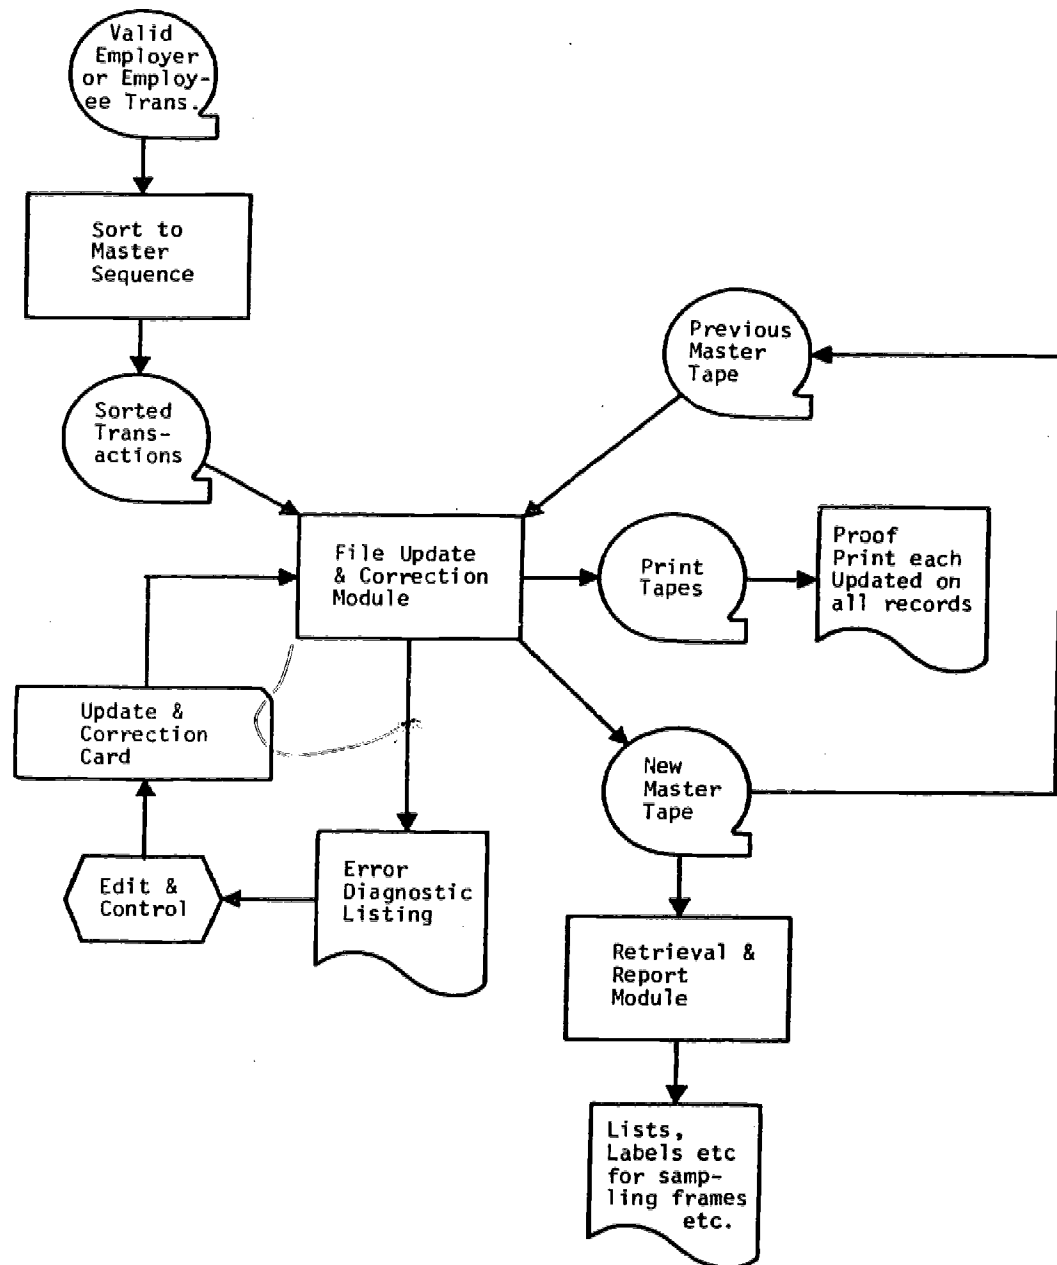 Valid
Employer
or Employ-
ee Trans.
Sort to
Master
Sequence
Sorted
Trans-
actions
Previous
Master
Tape
File Update
& Correction
Module
Print
Tapes
Proof
Print each
Updated on
all records
Update &
Correction
Card
New
Master
Tape
Edit &
Control
Error
Diagnostic
Listing
Retrieval &
Report
Module
Lists,
Labels etc
for samp-
ling frames
etc.